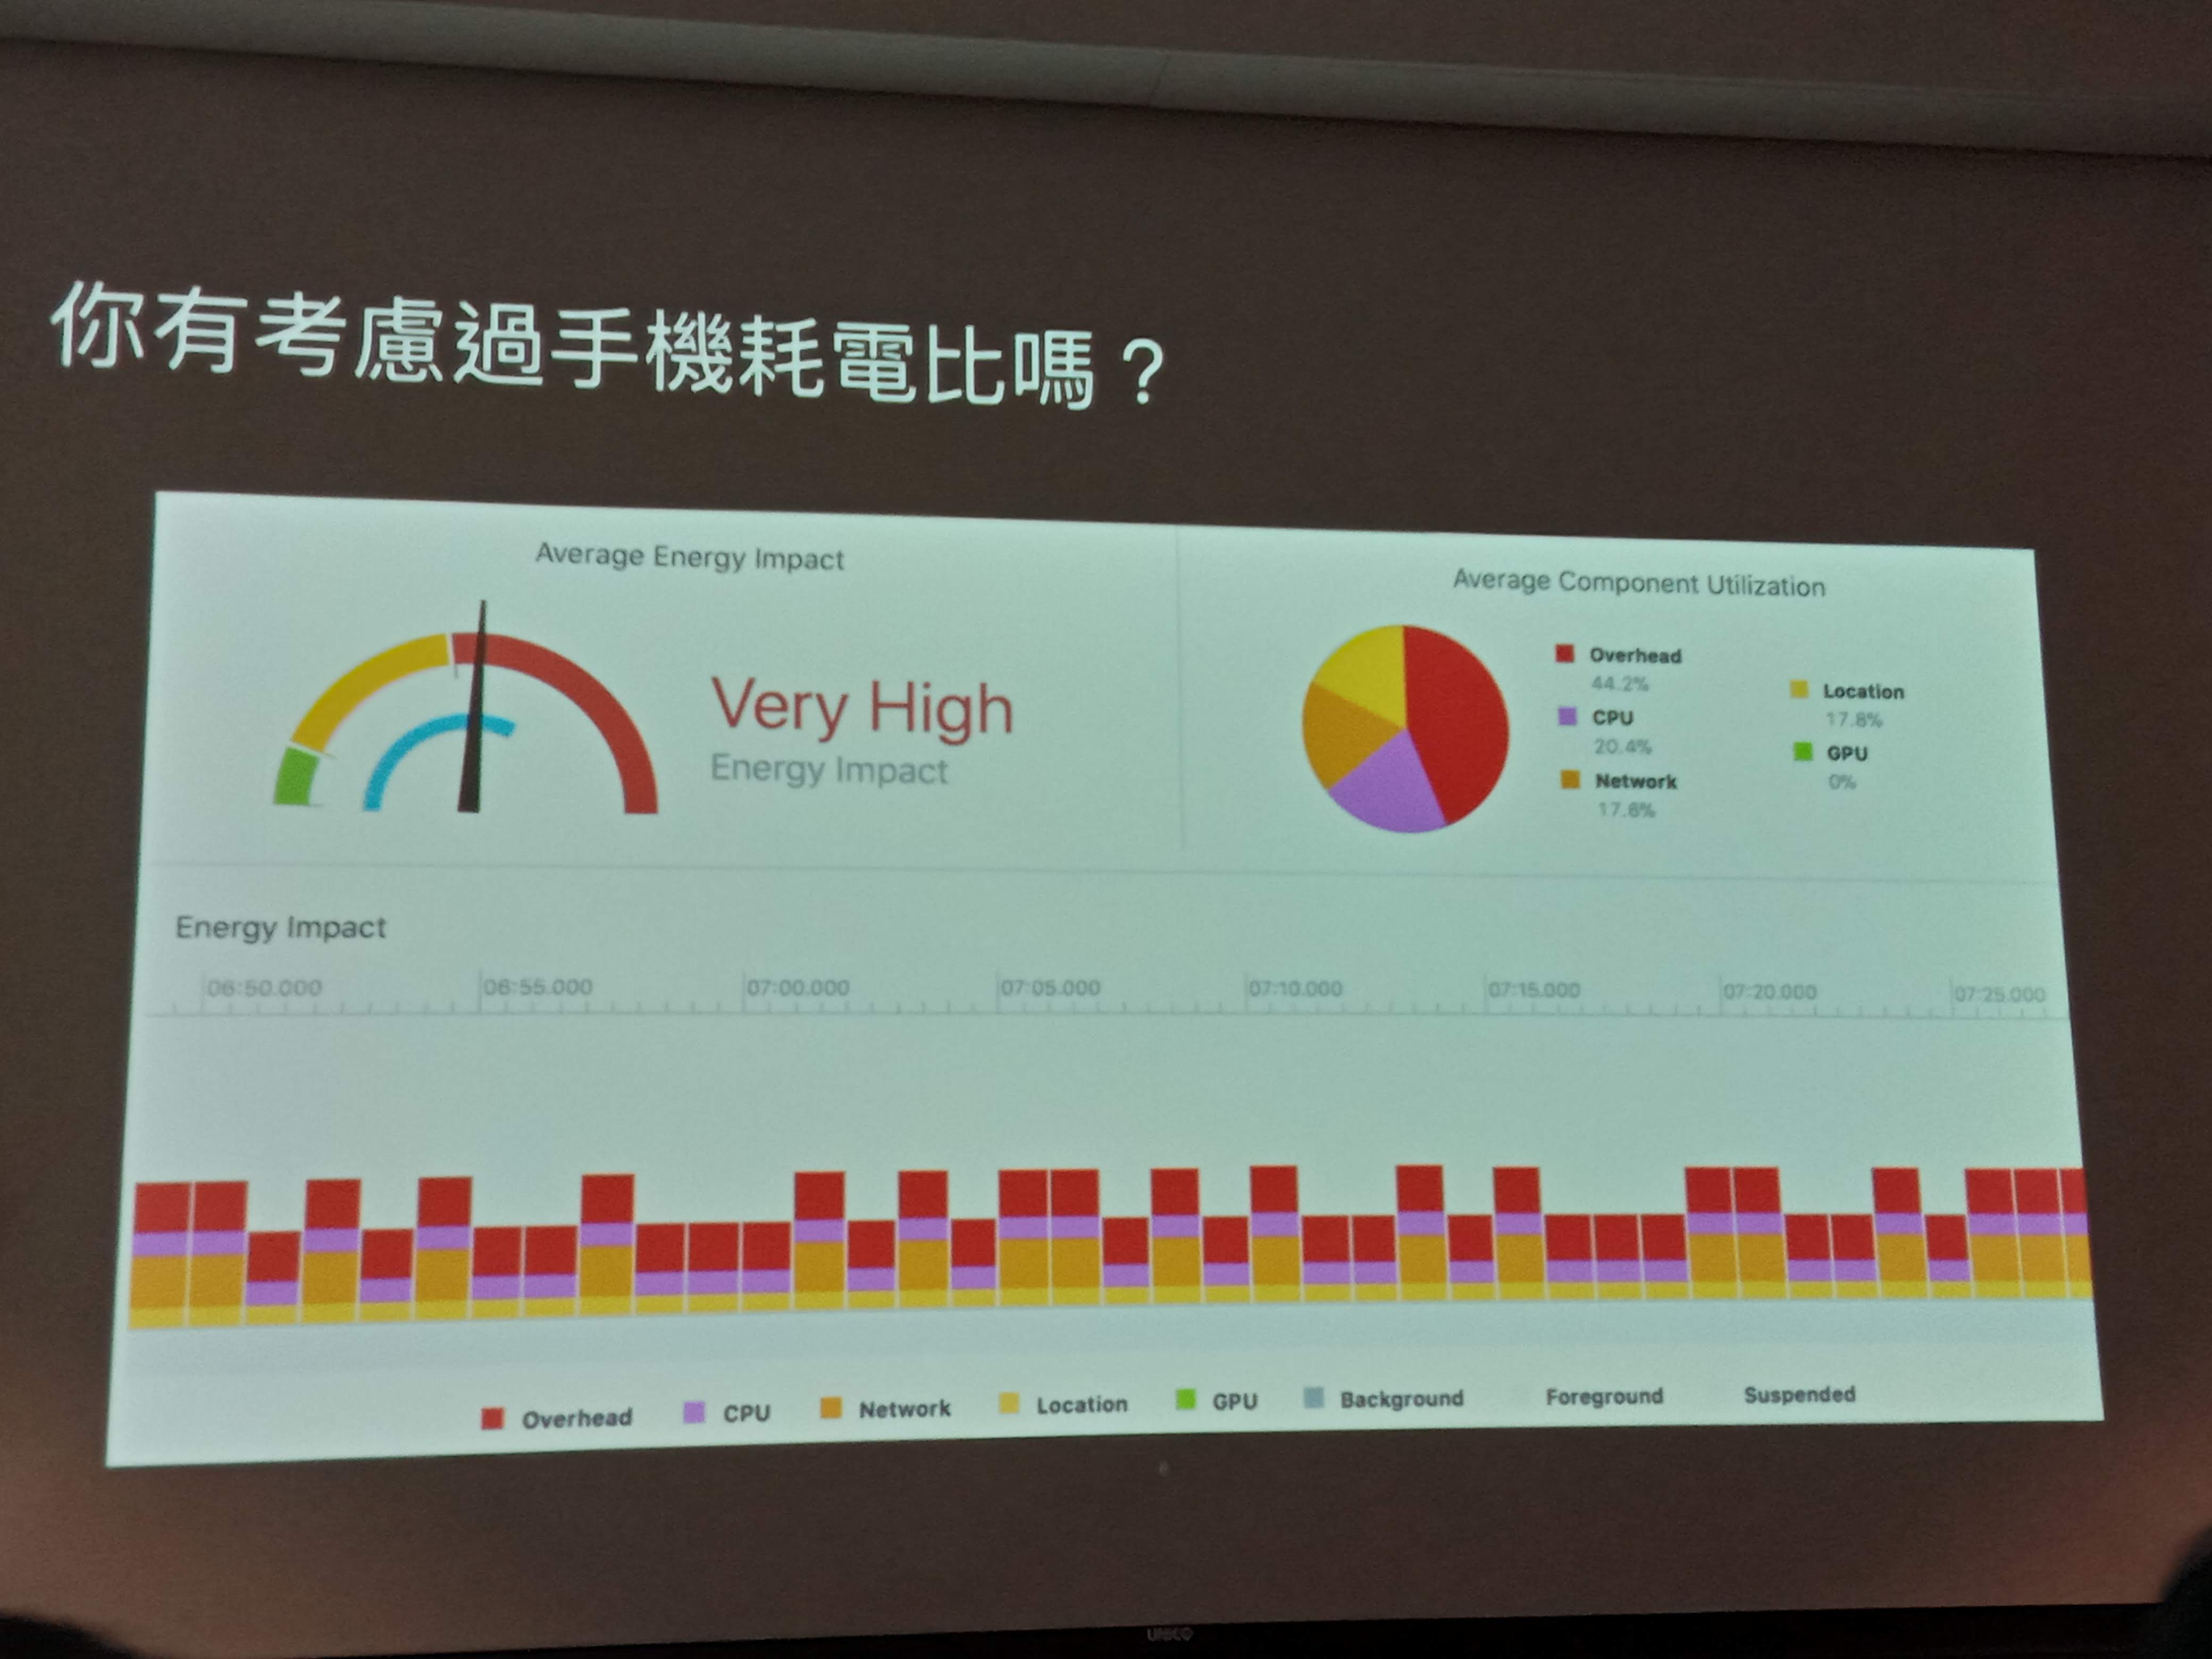 你有考慮過手機耗電比嗎？
Average Energy Impact
Very High
Energy Impact
Average Component Utilization
Overhead
44.2%
CPU
20.4%
Network
17.6%
Location
17.8%
GPU
0%
Energy Impact
06:50.000 06:55.000 07:00.000 07:05.000 07:10.000 07:15.000 07:20.000 07:25.000
Overhead CPU Network Location GPU Background Foreground Suspended
UNICO